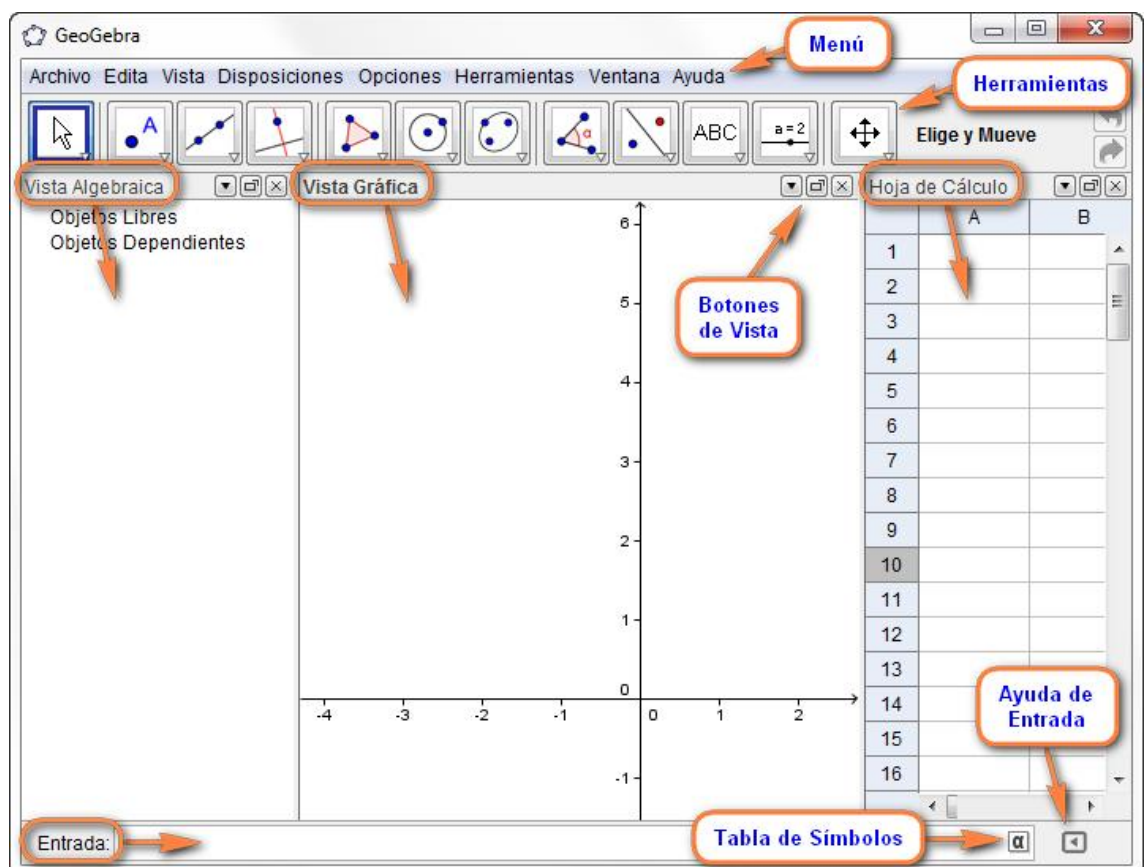 GeoGebra
Menú
Archivo Edita Vista Disposiciones Opciones Herramientas Ventana Ayuda
Herramientas
A
α
ABC
a=2
Elige y Mueve
Vista Algebraica
Vista Gráfica
Hoja de Cálculo
Objetos Libres
Objetos Dependientes
Botones
de Vista
6
5
4
3
2
1
0
-4 -3 -2 -1 0 1 2
-1
A B
1
2
3
4
5
6
7
8
9
10
11
12
13
14
15
16
Ayuda de
Entrada
Entrada:
Tabla de Símbolos
α